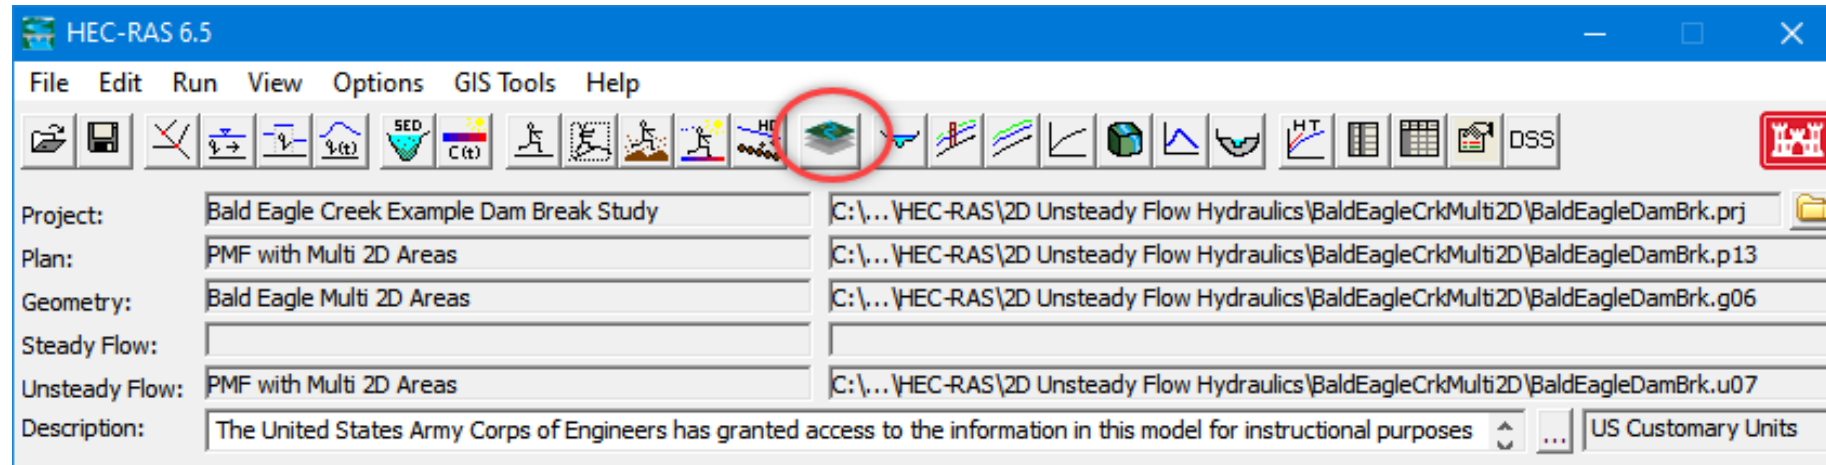 HEC-RAS 6.5
File Edit Run View Options GIS Tools Help
(t) SED C(t) HD HT DSS
Project: Bald Eagle Creek Example Dam Break Study C:\...\HEC-RAS\2D Unsteady Flow Hydraulics\BaldEagleCrkMulti2D\BaldEagleDamBrk.prj
Plan: PMF with Multi 2D Areas C:\...\HEC-RAS\2D Unsteady Flow Hydraulics\BaldEagleCrkMulti2D\BaldEagleDamBrk.p13
Geometry: Bald Eagle Multi 2D Areas C:\...\HEC-RAS\2D Unsteady Flow Hydraulics\BaldEagleCrkMulti2D\BaldEagleDamBrk.g06
Steady Flow:
Unsteady Flow: PMF with Multi 2D Areas C:\...\HEC-RAS\2D Unsteady Flow Hydraulics\BaldEagleCrkMulti2D\BaldEagleDamBrk.u07
Description: The United States Army Corps of Engineers has granted access to the information in this model for instructional purposes ... US Customary Units